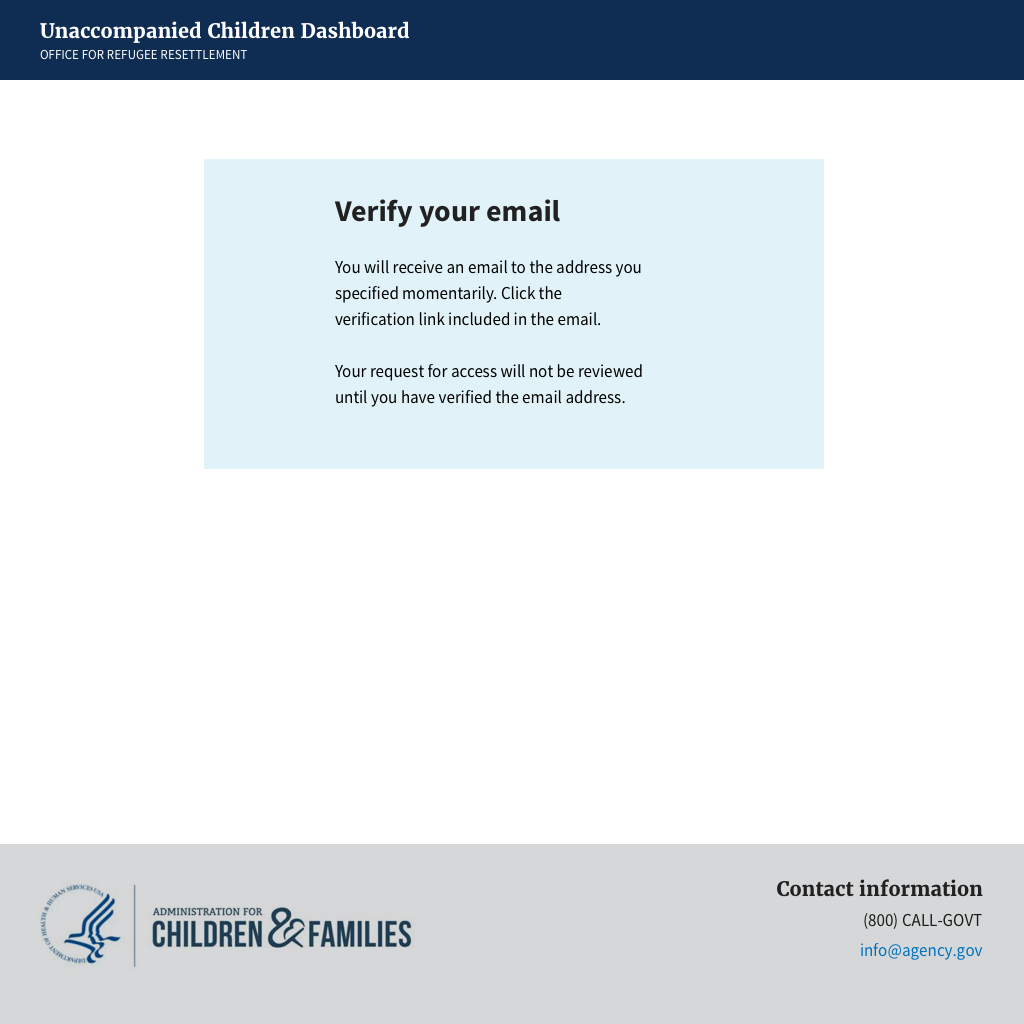 Unaccompanied Children Dashboard
OFFICE FOR REFUGEE RESETTLEMENT
Verify your email
You will receive an email to the address you
specified momentarily. Click the
verification link included in the email.
Your request for access will not be reviewed
until you have verified the email address.
DEPARTMENT OF HEALTH & HUMAN SERVICES USA
ADMINISTRATION FOR
CHILDREN & FAMILIES
Contact information
(800) CALL-GOVT
info@agency.gov